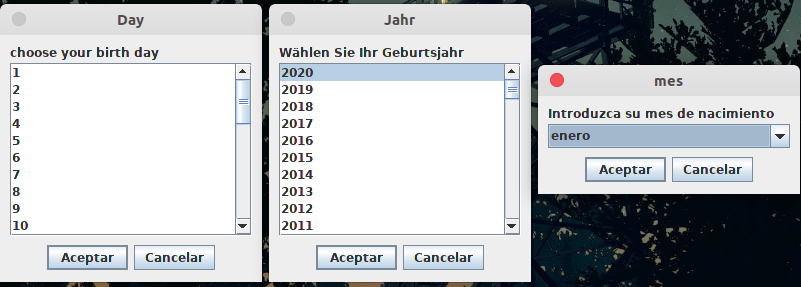 Day
choose your birth day
1
2
3
4
5
6
7
8
9
10
Aceptar
Cancelar
Jahr
Wählen Sie Ihr Geburtsjahr
2020
2019
2018
2017
2016
2015
2014
2013
2012
2011
Aceptar
Cancelar
mes
Introduzca su mes de nacimiento
enero
Aceptar
Cancelar